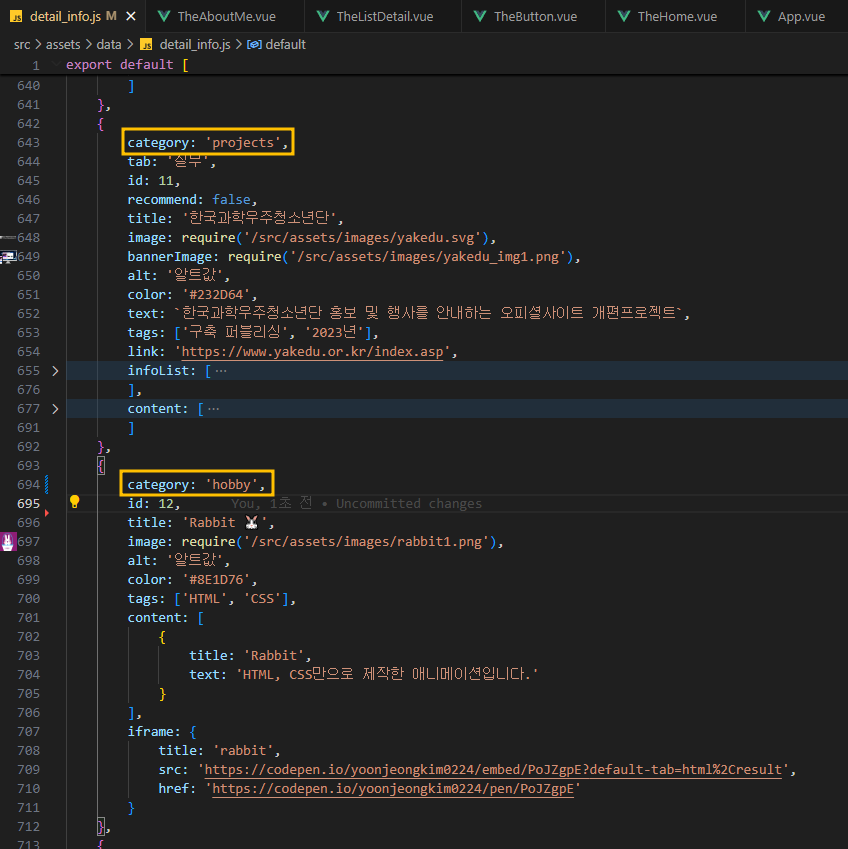 detail_info.js M
TheAboutMe.vue
TheListDetail.vue
TheButton.vue
TheHome.vue
App.vue
src > assets > data > detail_info.js > default
1 export default [
640 ]
641 },
642 {
643 category: 'projects',
644 tab: '실무',
645 id: 11,
646 recommend: false,
647 title: '한국과학우주청소년단',
648 image: require('/src/assets/images/yakedu.svg'),
649 bannerImage: require('/src/assets/images/yakedu_img1.png'),
650 alt: '알트값',
651 color: '#232D64',
652 text: `한국과학우주청소년단 홍보 및 행사를 안내하는 오피셜사이트 개편프로젝트`,
653 tags: ['구축 퍼블리싱', '2023년'],
654 link: 'https://www.yakedu.or.kr/index.asp',
655 infoList: [ ⋯
676 ],
677 content: [ ⋯
691 ]
692 },
693 {
694 category: 'hobby',
695 id: 12, You, 1초 전 • Uncommitted changes
696 title: 'Rabbit 🐰',
697 image: require('/src/assets/images/rabbit1.png'),
698 alt: '알트값',
699 color: '#8E1D76',
700 tags: ['HTML', 'CSS'],
701 content: [
702 {
703 title: 'Rabbit',
704 text: 'HTML, CSS만으로 제작한 애니메이션입니다.'
705 }
706 ],
707 iframe: {
708 title: 'rabbit',
709 src: 'https://codepen.io/yoonjeongkim0224/embed/PoJZgpE?default-tab=html%2Cresult',
710 href: 'https://codepen.io/yoonjeongkim0224/pen/PoJZgpE'
711 }
712 },
713 {